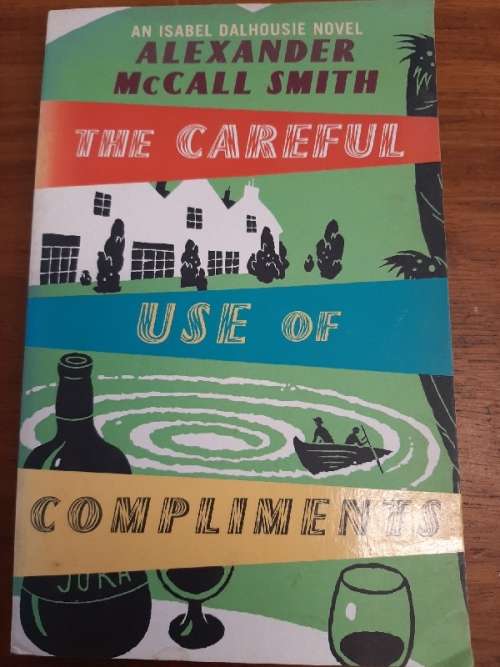 AN ISABEL DALHOUSIE NOVEL
ALEXANDER
McCALL SMITH
THE CAREFUL
USE OF
COMPLIMENTS
JURA